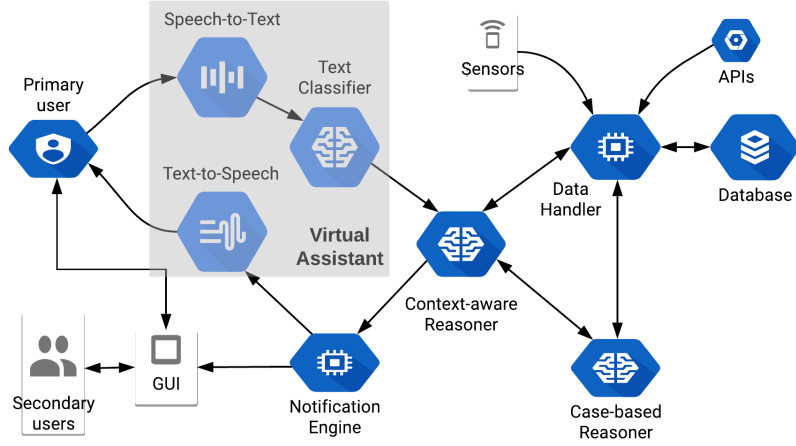 Speech-to-Text
Text
Classifier
Primary
user
Text-to-Speech
Virtual
Assistant
Sensors
APIs
Data
Handler
Database
Context-aware
Reasoner
GUI
Secondary
users
Notification
Engine
Case-based
Reasoner